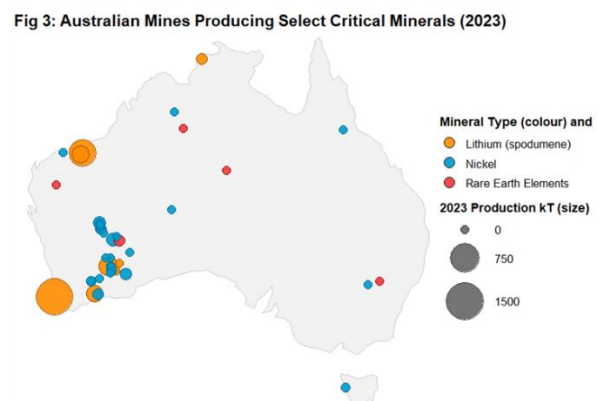 Fig 3: Australian Mines Producing Select Critical Minerals (2023)
Mineral Type (colour) and
Lithium (spodumene)
Nickel
Rare Earth Elements
2023 Production kT (size)
0
750
1500